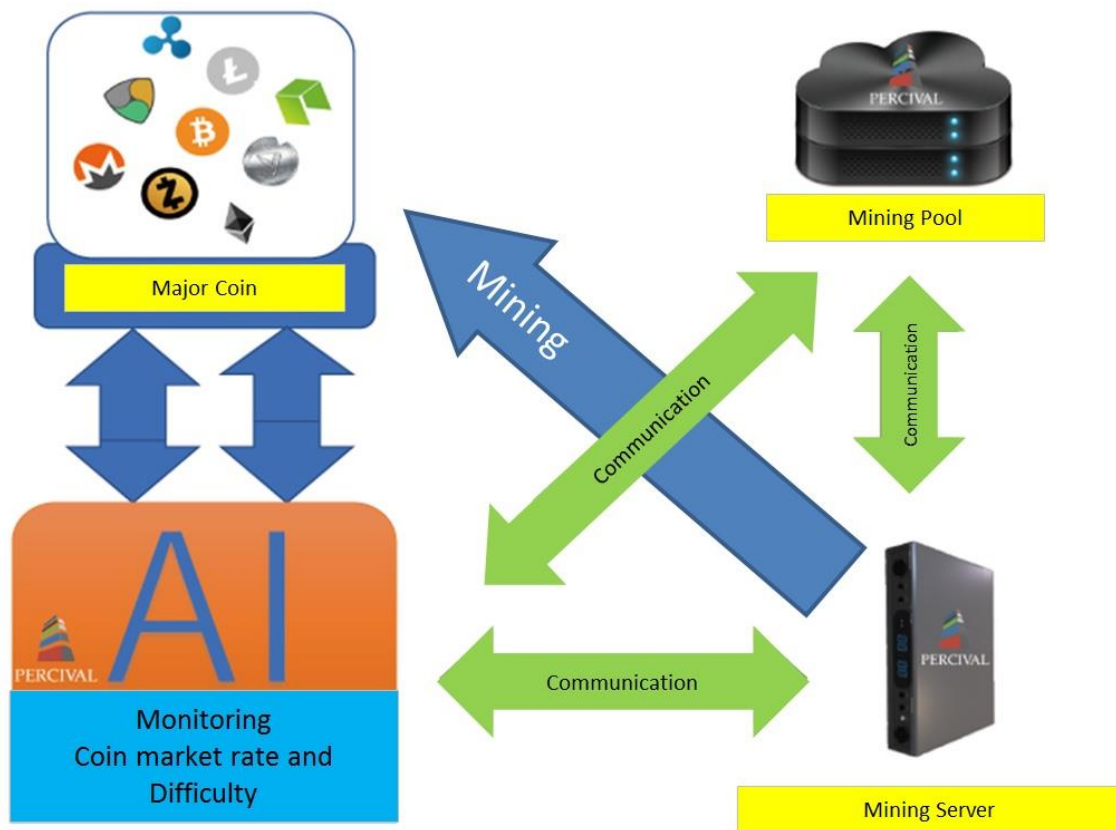 PERCIVAL
Mining Pool
Major Coin
Mining
Communication
Communication
AI
PERCIVAL
Monitoring
Coin market rate and
Difficulty
Communication
PERCIVAL
Mining Server